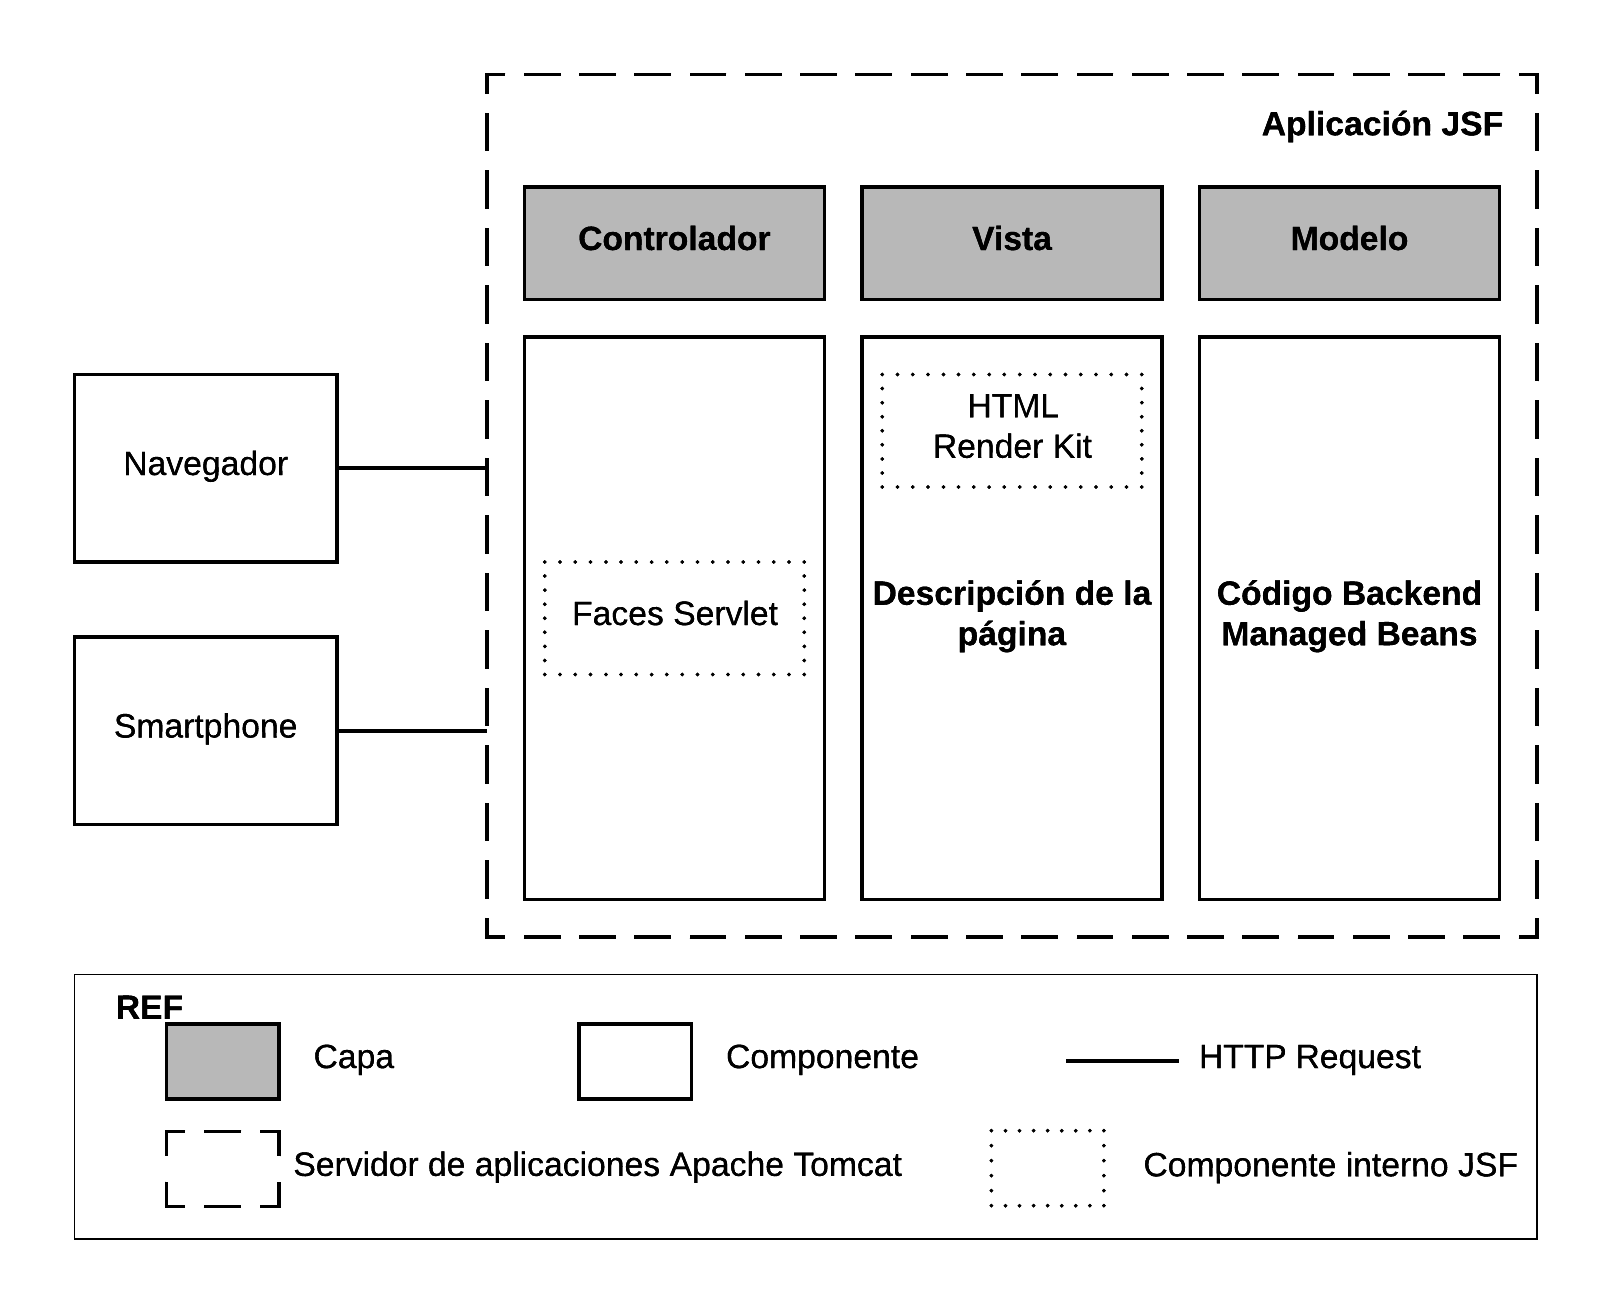 Aplicación JSF
Controlador
Vista
Modelo
Navegador
Smartphone
Faces Servlet
HTML
Render Kit
Descripción de la
página
Código Backend
Managed Beans
REF
Capa
Componente
HTTP Request
Servidor de aplicaciones Apache Tomcat
Componente interno JSF